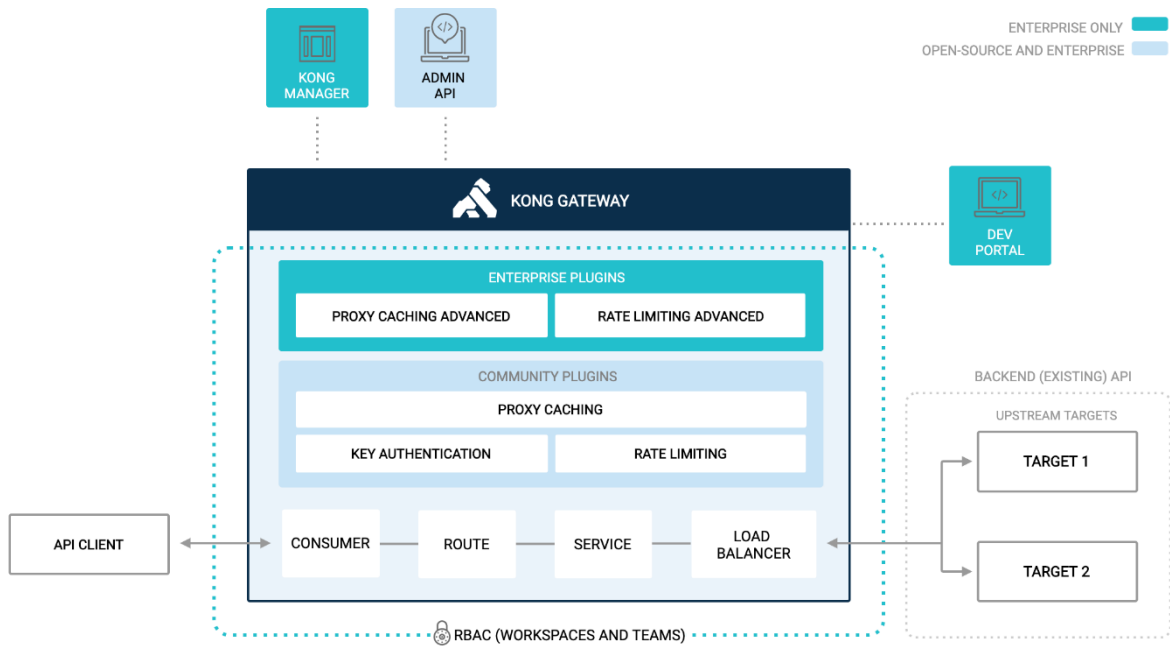 ENTERPRISE ONLY
OPEN-SOURCE AND ENTERPRISE
KONG
MANAGER
ADMIN
API
KONG GATEWAY
DEV
PORTAL
ENTERPRISE PLUGINS
PROXY CACHING ADVANCED
RATE LIMITING ADVANCED
COMMUNITY PLUGINS
PROXY CACHING
KEY AUTHENTICATION
RATE LIMITING
BACKEND (EXISTING) API
UPSTREAM TARGETS
TARGET 1
TARGET 2
API CLIENT
CONSUMER
ROUTE
SERVICE
LOAD
BALANCER
RBAC (WORKSPACES AND TEAMS)